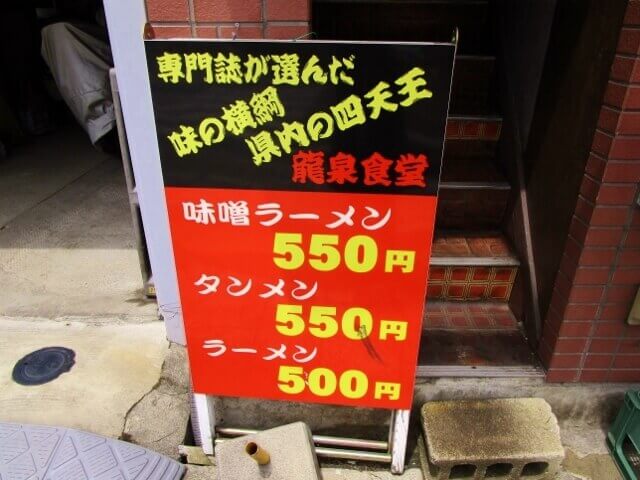 専門誌が選んだ
味の横綱
県内の四天王
龍泉食堂
味噌ラーメン
550円
タンメン
550円
ラーメン
500円